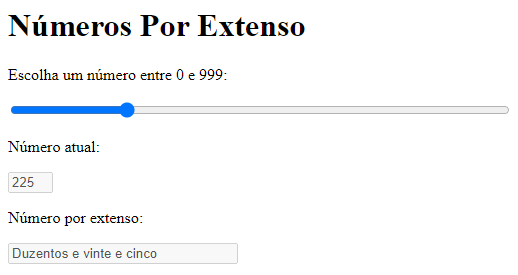 Números Por Extenso
Escolha um número entre 0 e 999:
Número atual:
225
Número por extenso:
Duzentos e vinte e cinco